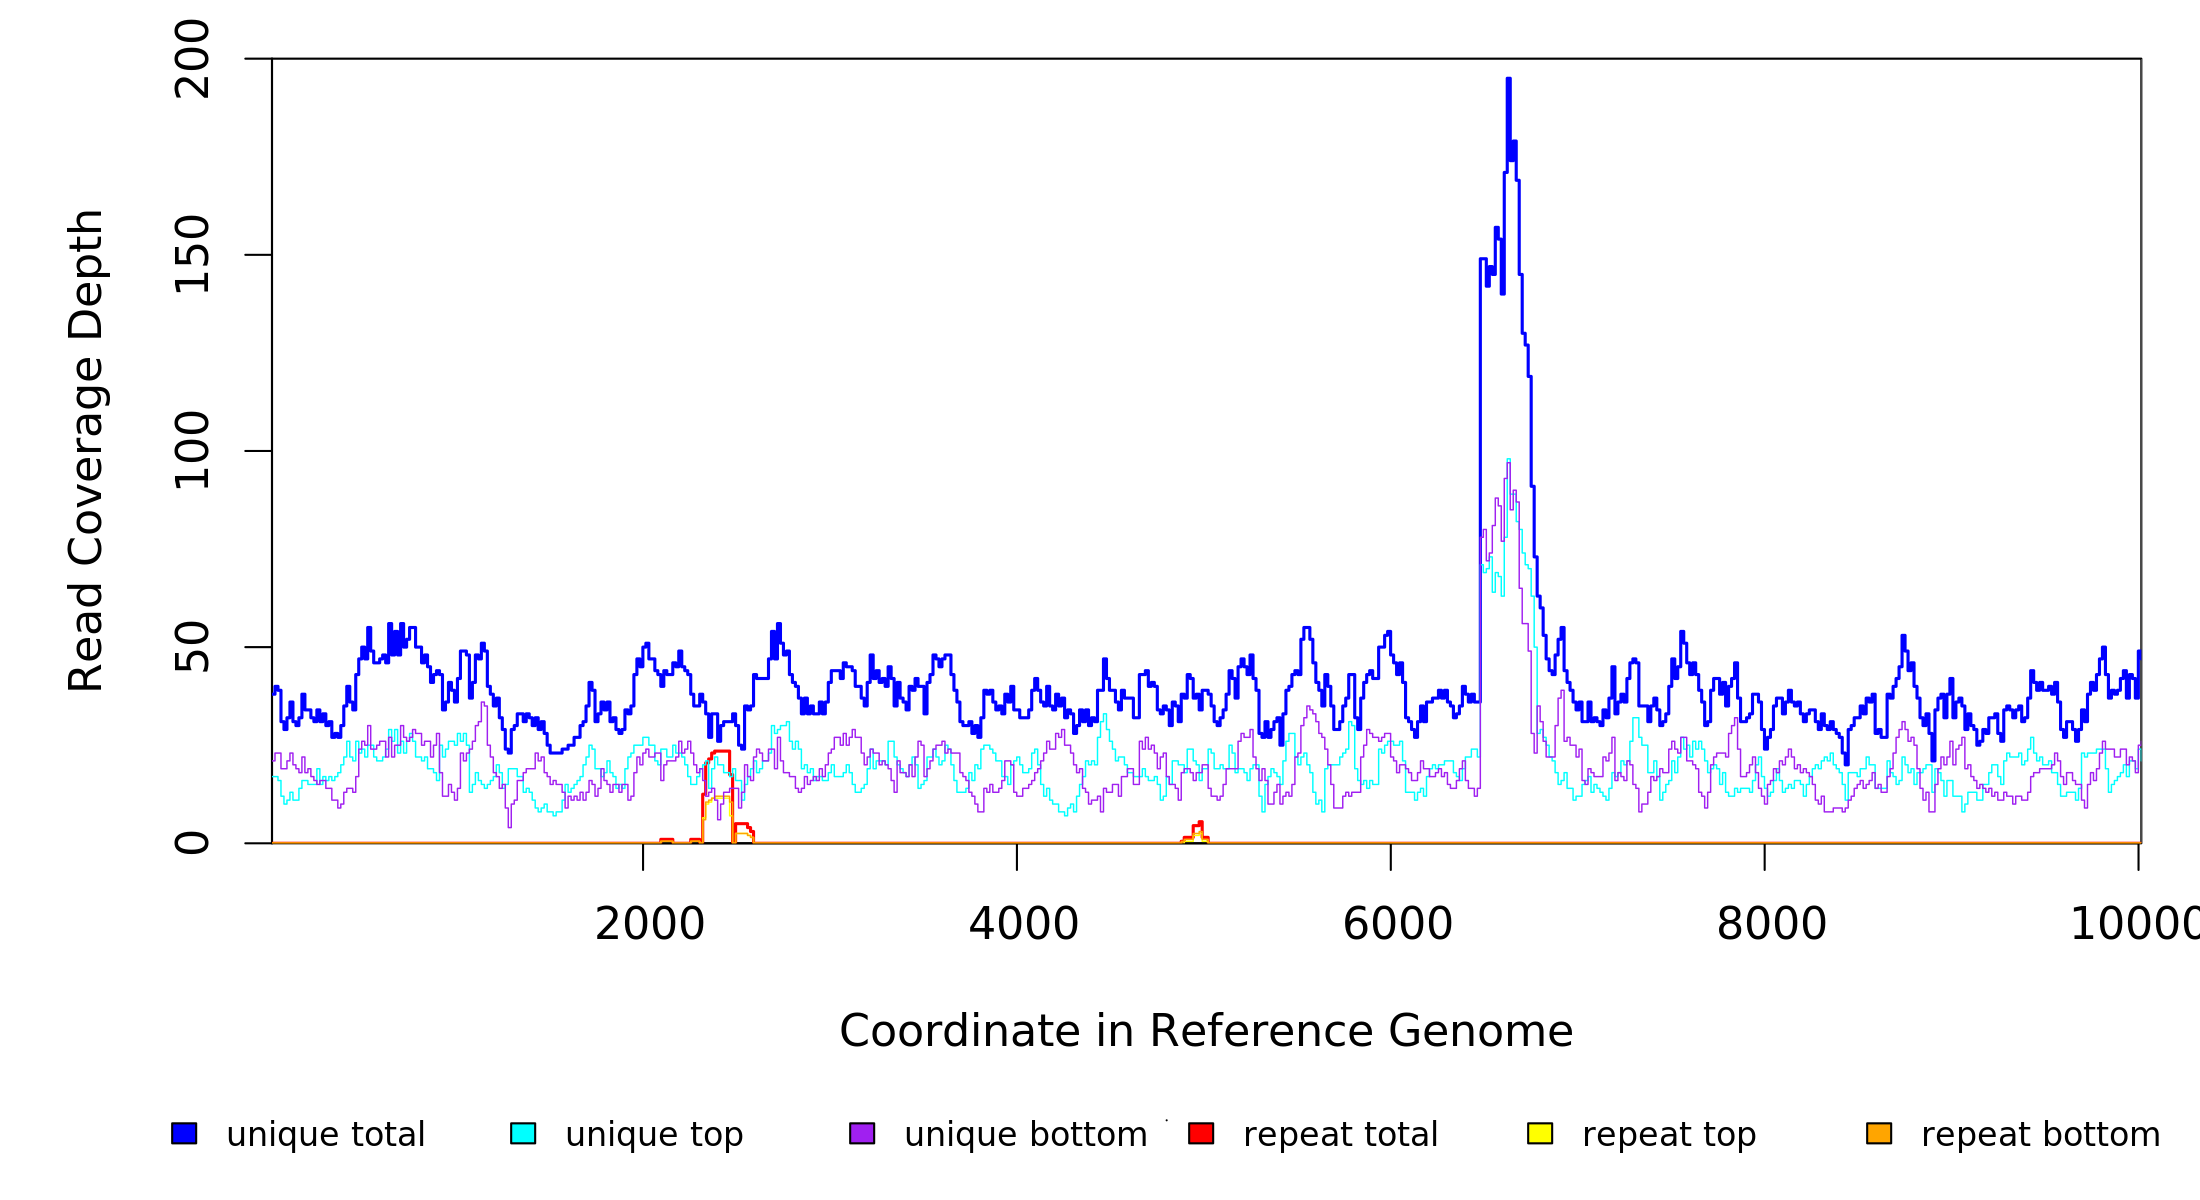 200
150
100
50
0
Read Coverage Depth
2000 4000 6000 8000 10000
Coordinate in Reference Genome
unique total unique top unique bottom repeat total repeat top repeat bottom